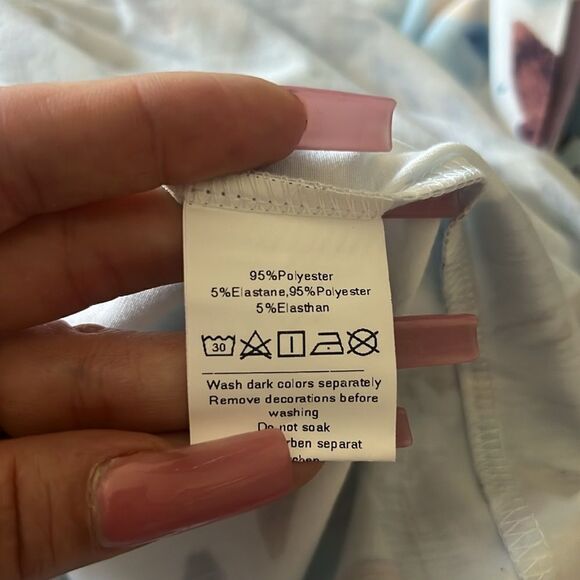 95%Polyester
5%Elastane,95%Polyester
5%Elasthan
30
Wash dark colors separately
Remove decorations before
washing
Do not soak
separat